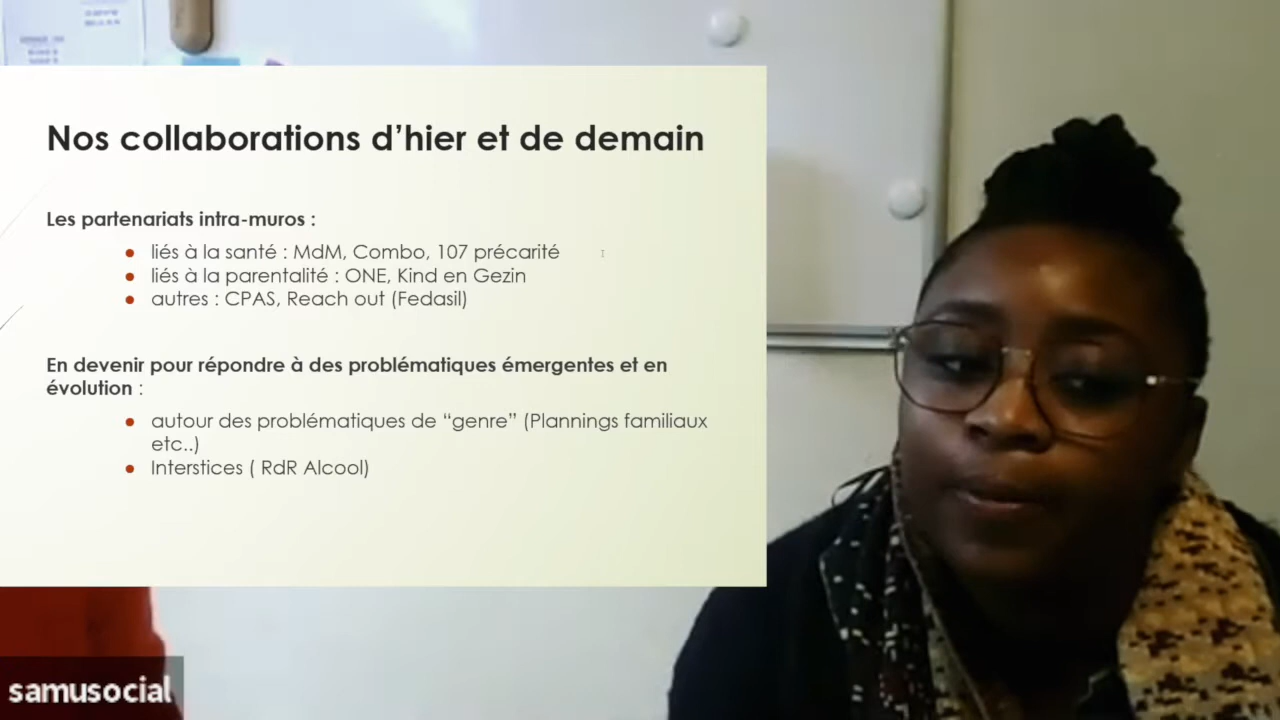 Nos collaborations d’hier et de demain
Les partenariats intra-muros :
liés à la santé : MdM, Combo, 107 précarité
liés à la parentalité : ONE, Kind en Gezin
autres : CPAS, Reach out (Fedasil)
En devenir pour répondre à des problématiques émergentes et en
évolution :
autour des problématiques de “genre” (Plannings familiaux
etc..)
Interstices ( RdR Alcool)
samusocial